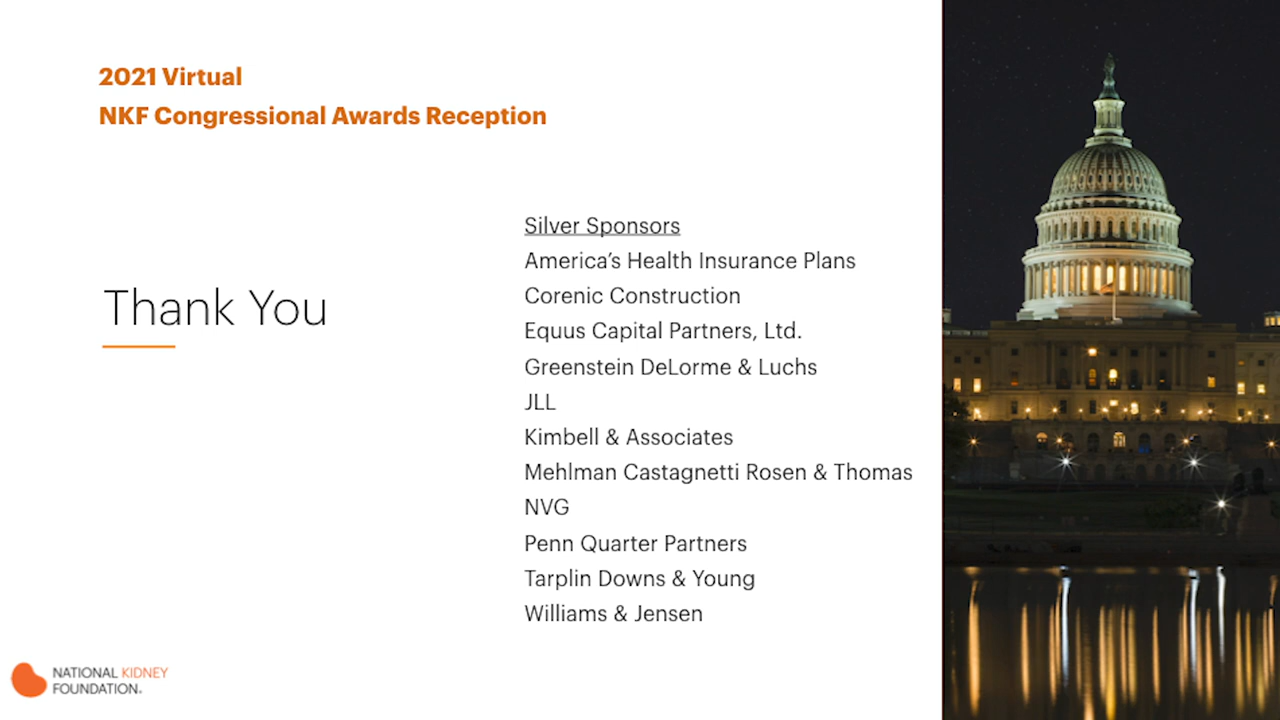 2021 Virtual
NKF Congressional Awards Reception
Thank You
Silver Sponsors
America’s Health Insurance Plans
Corenic Construction
Equus Capital Partners, Ltd.
Greenstein DeLorme & Luchs
JLL
Kimbell & Associates
Mehlman Castagnetti Rosen & Thomas
NVG
Penn Quarter Partners
Tarplin Downs & Young
Williams & Jensen
NATIONAL KIDNEY
FOUNDATION.